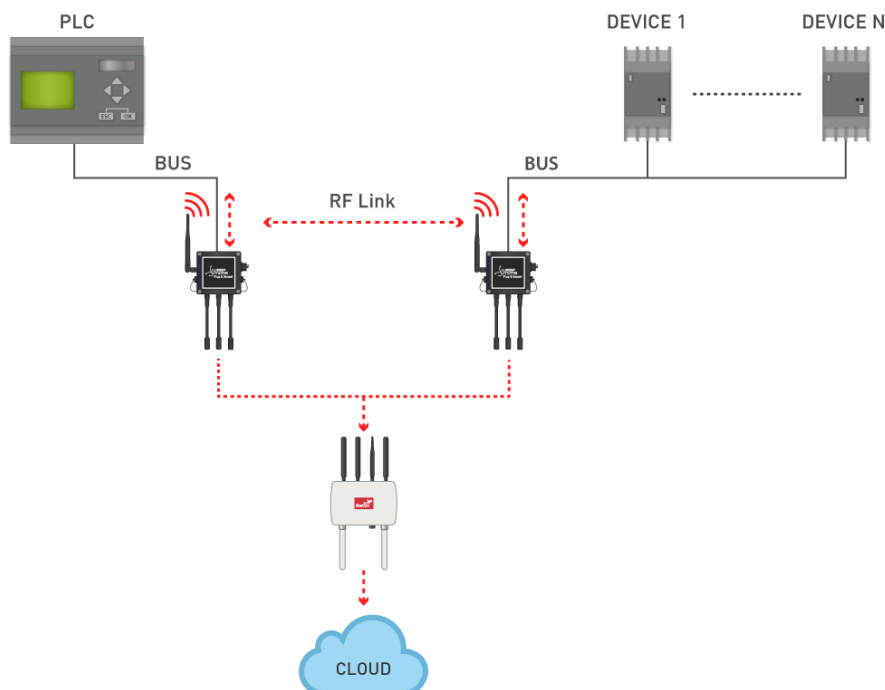 PLC
DEVICE 1
DEVICE N
ESC
OK
BUS
BUS
RF Link
CLOUD